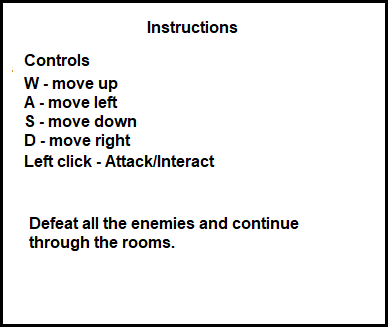 Instructions
Controls
W - move up
A - move left
S - move down
D - move right
Left click - Attack/Interact
Defeat all the enemies and continue
through the rooms.